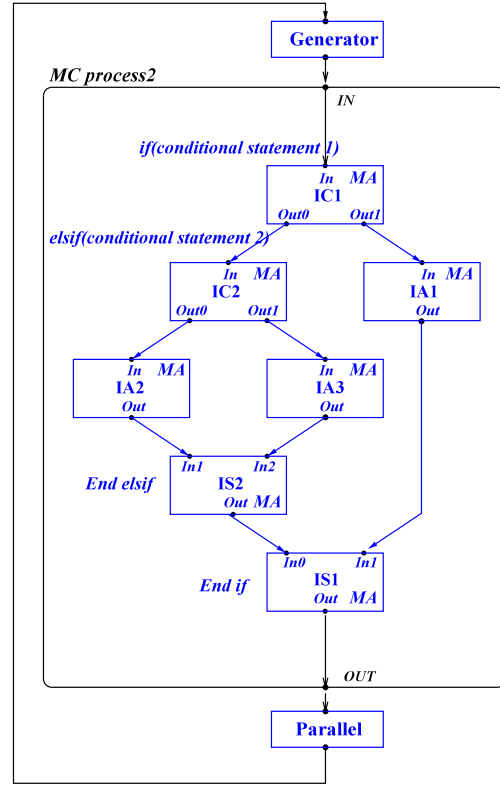 Generator
MC process2
IN
if(conditional statement 1)
In MA
IC1
Out0 Out1
elsif(conditional statement 2)
In MA In MA
IC2 IA1
Out0 Out1 Out
In MA In MA
IA2 IA3
Out Out
In1 In2
End elsif IS2
Out MA
In0 In1
End if IS1
Out MA
OUT
Parallel